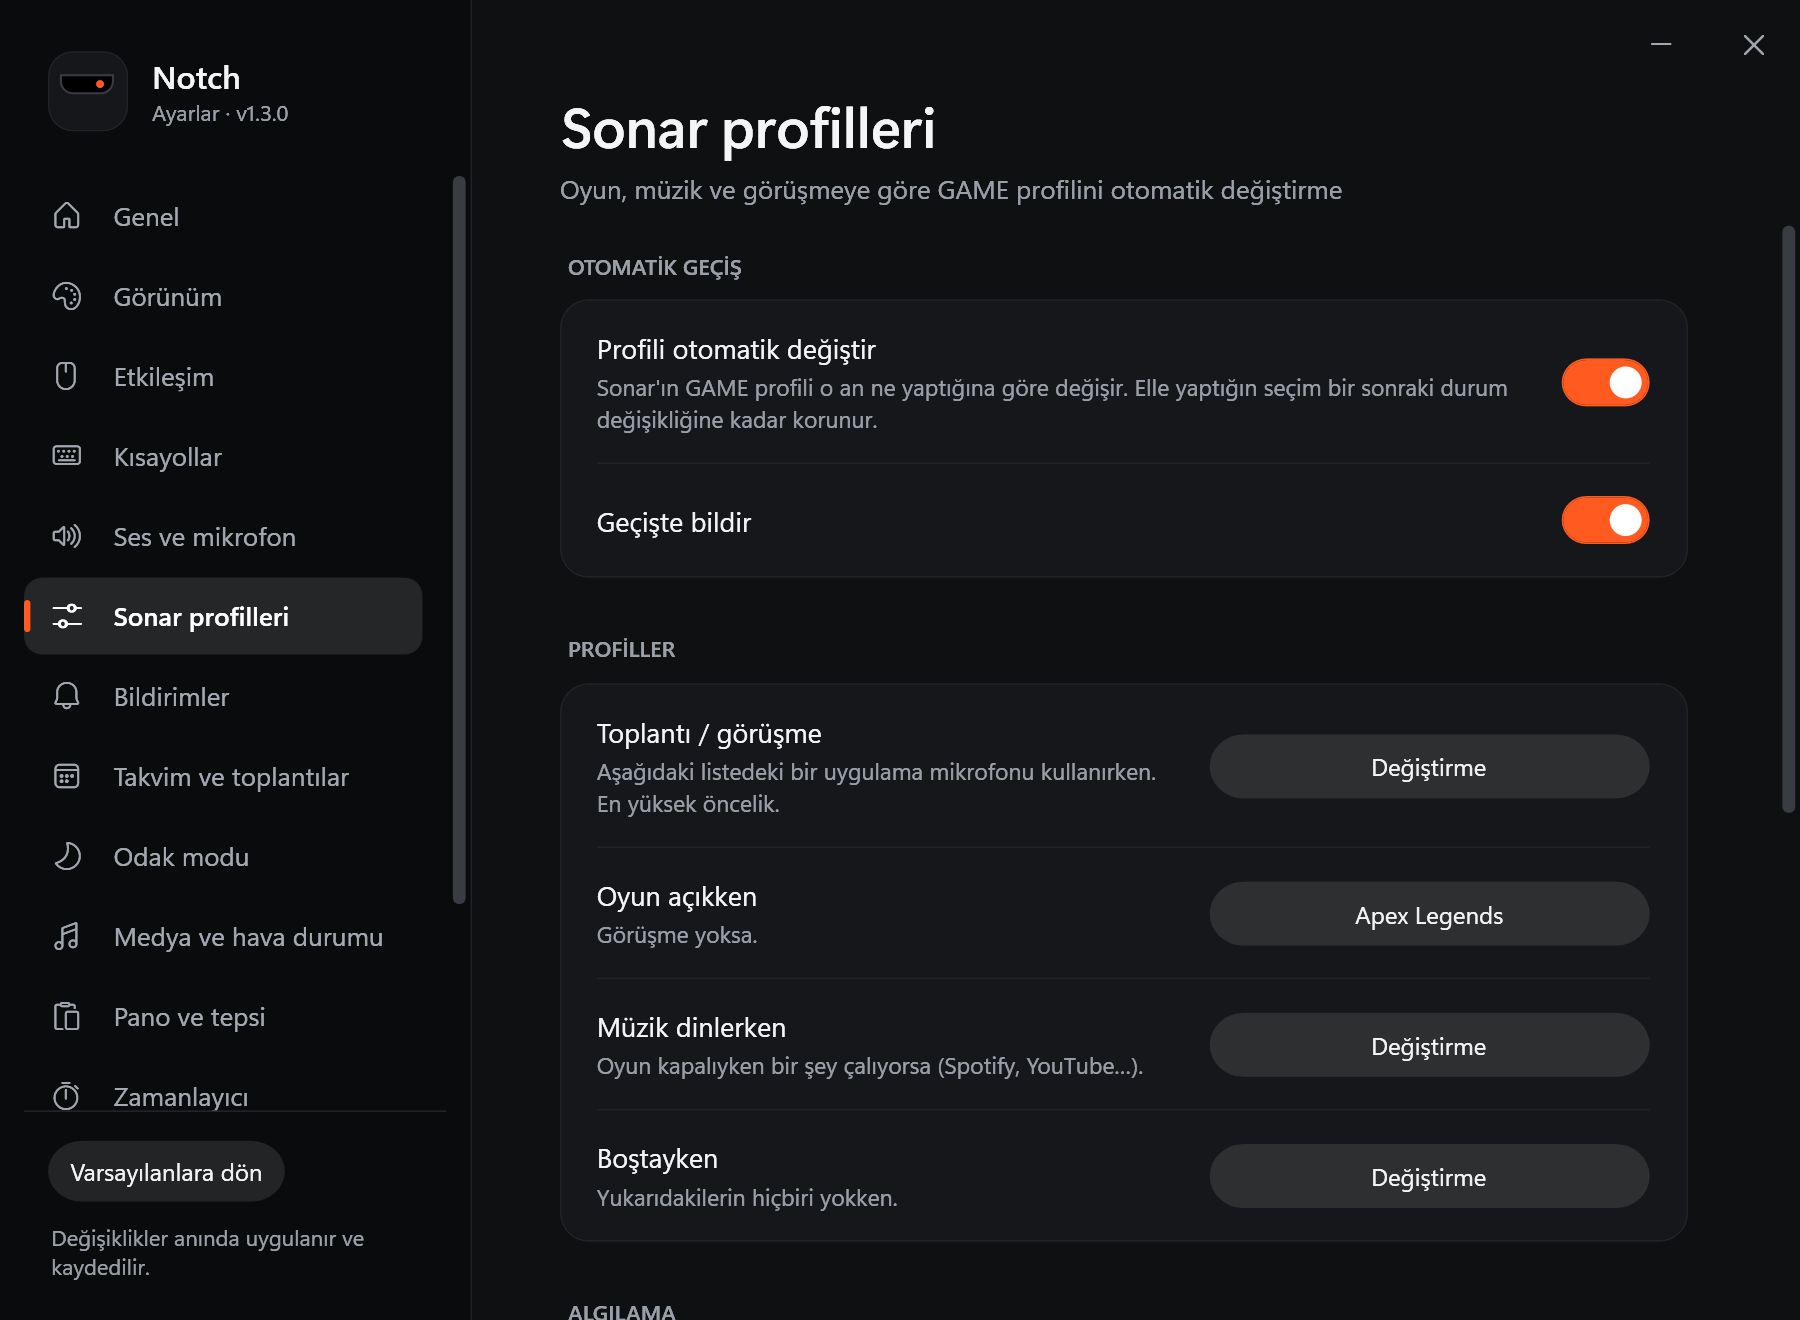 Notch
Ayarlar · v1.3.0
Genel
Görünüm
Etkileşim
Kısayollar
Ses ve mikrofon
Sonar profilleri
Bildirimler
Takvim ve toplantılar
Odak modu
Medya ve hava durumu
Pano ve tepsi
Zamanlayıcı
Varsayılanlara dön
Değişiklikler anında uygulanır ve
kaydedilir.
Sonar profilleri
Oyun, müzik ve görüşmeye göre GAME profilini otomatik değiştirme
OTOMATİK GEÇİŞ
Profili otomatik değiştir
Sonar'ın GAME profili o an ne yaptığına göre değişir. Elle yaptığın seçim bir sonraki durum
değişikliğine kadar korunur.
Geçişte bildir
PROFİLLER
Toplantı / görüşme
Aşağıdaki listedeki bir uygulama mikrofonu kullanırken.
En yüksek öncelik.
Değiştirme
Oyun açıkken
Görüşme yoksa.
Apex Legends
Müzik dinlerken
Oyun kapalıyken bir şey çalıyorsa (Spotify, YouTube...).
Değiştirme
Boştayken
Yukarıdakilerin hiçbiri yokken.
Değiştirme
ALGILAMA